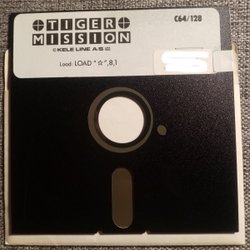 TIGER
MISSION
© KELE LINE A/S
C64/128
Load: LOAD "☆",8,1